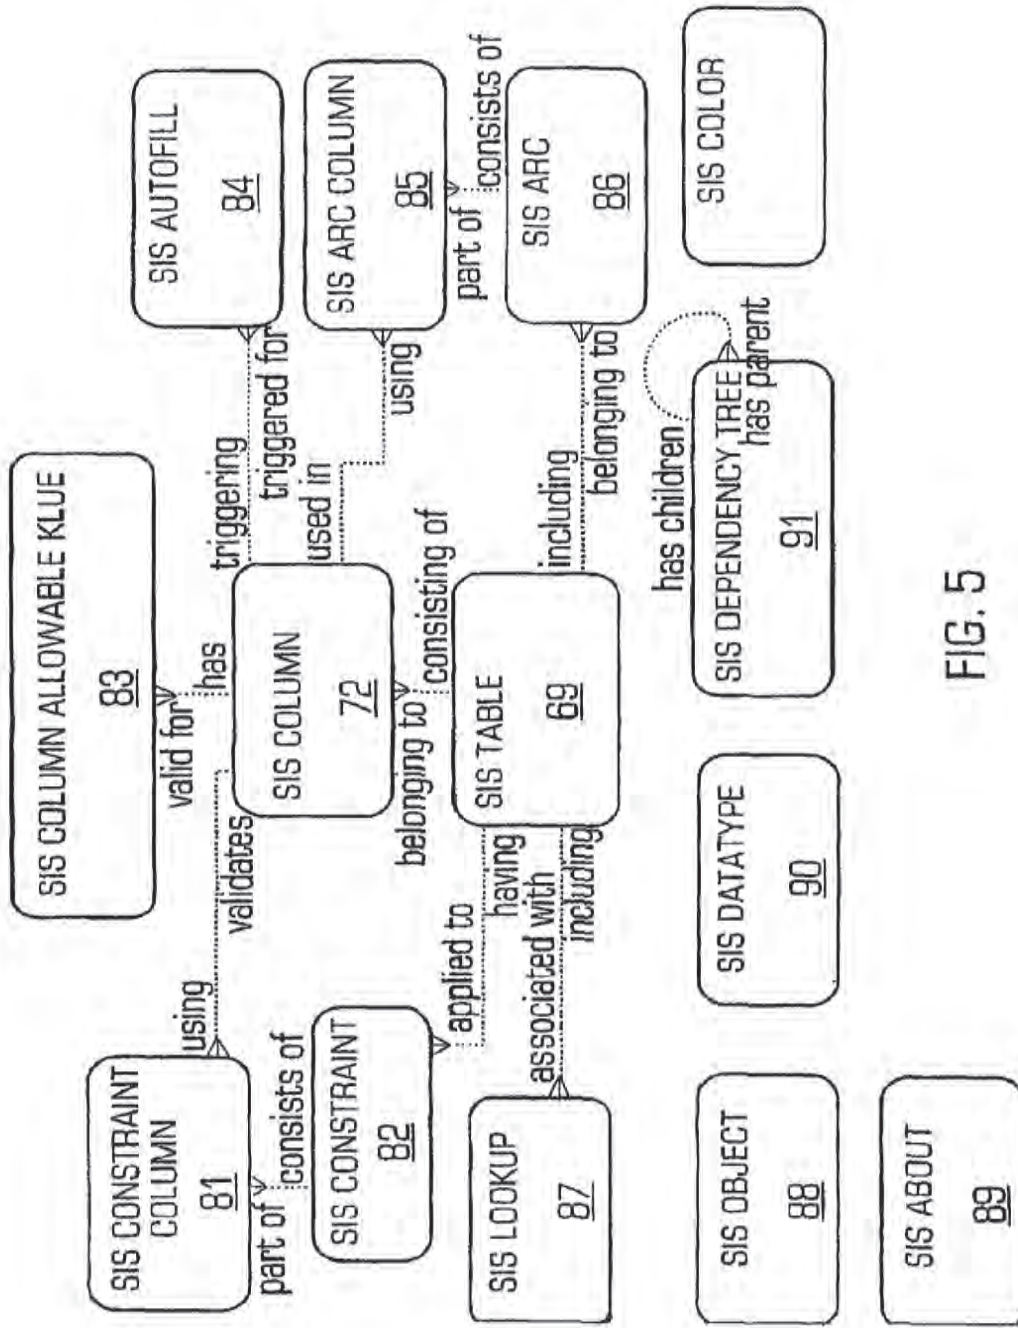 SIS COLUMN ALLOWABLE KLUE
83
valid for
has
SIS CONSTRAINT
COLUMN
81
using
validates
SIS COLUMN
72
triggering
triggered for
SIS AUTOFILL
84
used in
using
SIS ARC COLUMN
85
part of
consists of
part of
consists of
SIS CONSTRAINT
82
applied to
having
belonging to
consisting of
SIS TABLE
69
including
belonging to
SIS ARC
86
SIS LOOKUP
87
associated with
including
SIS OBJECT
88
SIS DATATYPE
90
has children
SIS DEPENDENCY TREE
has parent
91
SIS COLOR
SIS ABOUT
89
FIG. 5